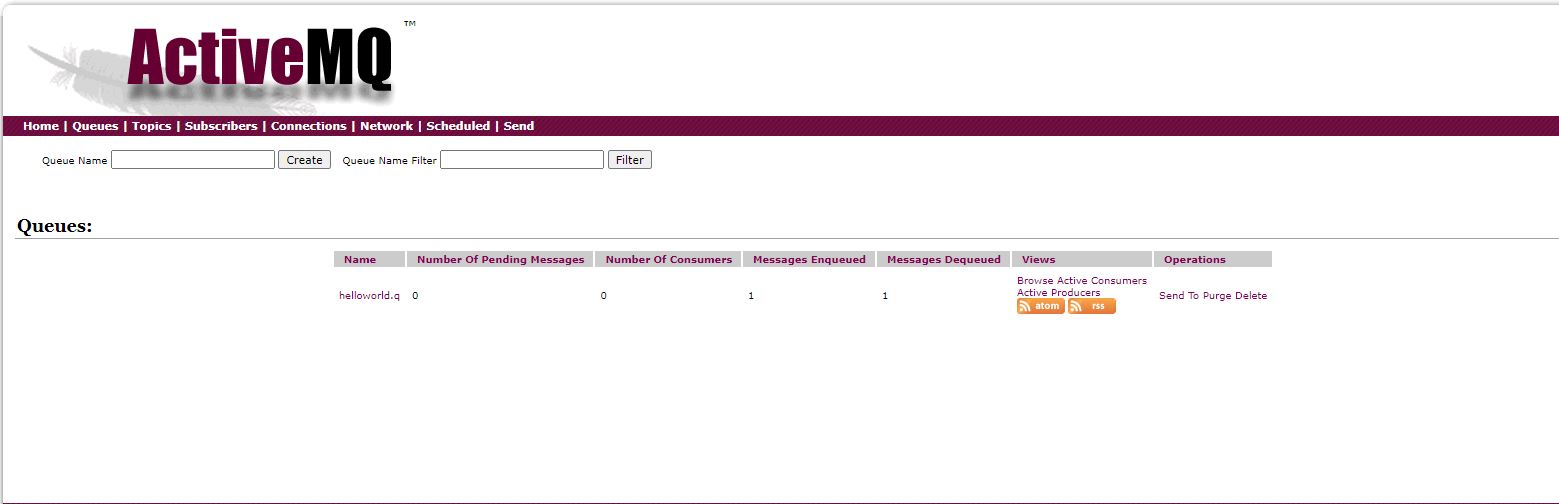 ActiveMQ™
Home | Queues | Topics | Subscribers | Connections | Network | Scheduled | Send
Queue Name Create Queue Name Filter Filter
Queues:
Name Number Of Pending Messages Number Of Consumers Messages Enqueued Messages Dequeued Views Operations
helloworld.q 0 0 1 1 Browse Active Consumers
Active Producers
atom rss
Send To Purge Delete